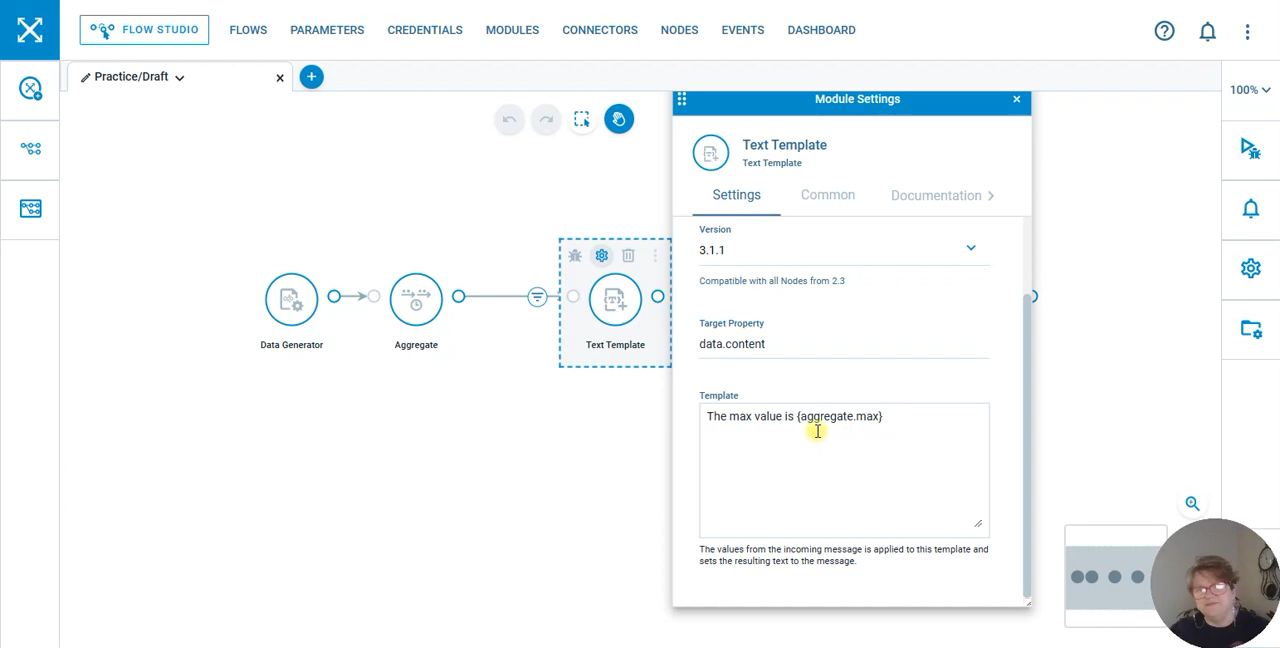 FLOW STUDIO
FLOWS
PARAMETERS
CREDENTIALS
MODULES
CONNECTORS
NODES
EVENTS
DASHBOARD
Practice/Draft
100%
Module Settings
Text Template
Text Template
Settings
Common
Documentation
Version
3.1.1
Compatible with all Nodes from 2.3
Target Property
data.content
Template
The max value is {aggregate.max}
The values from the incoming message is applied to this template and
sets the resulting text to the message.
Data Generator
Aggregate
Text Template